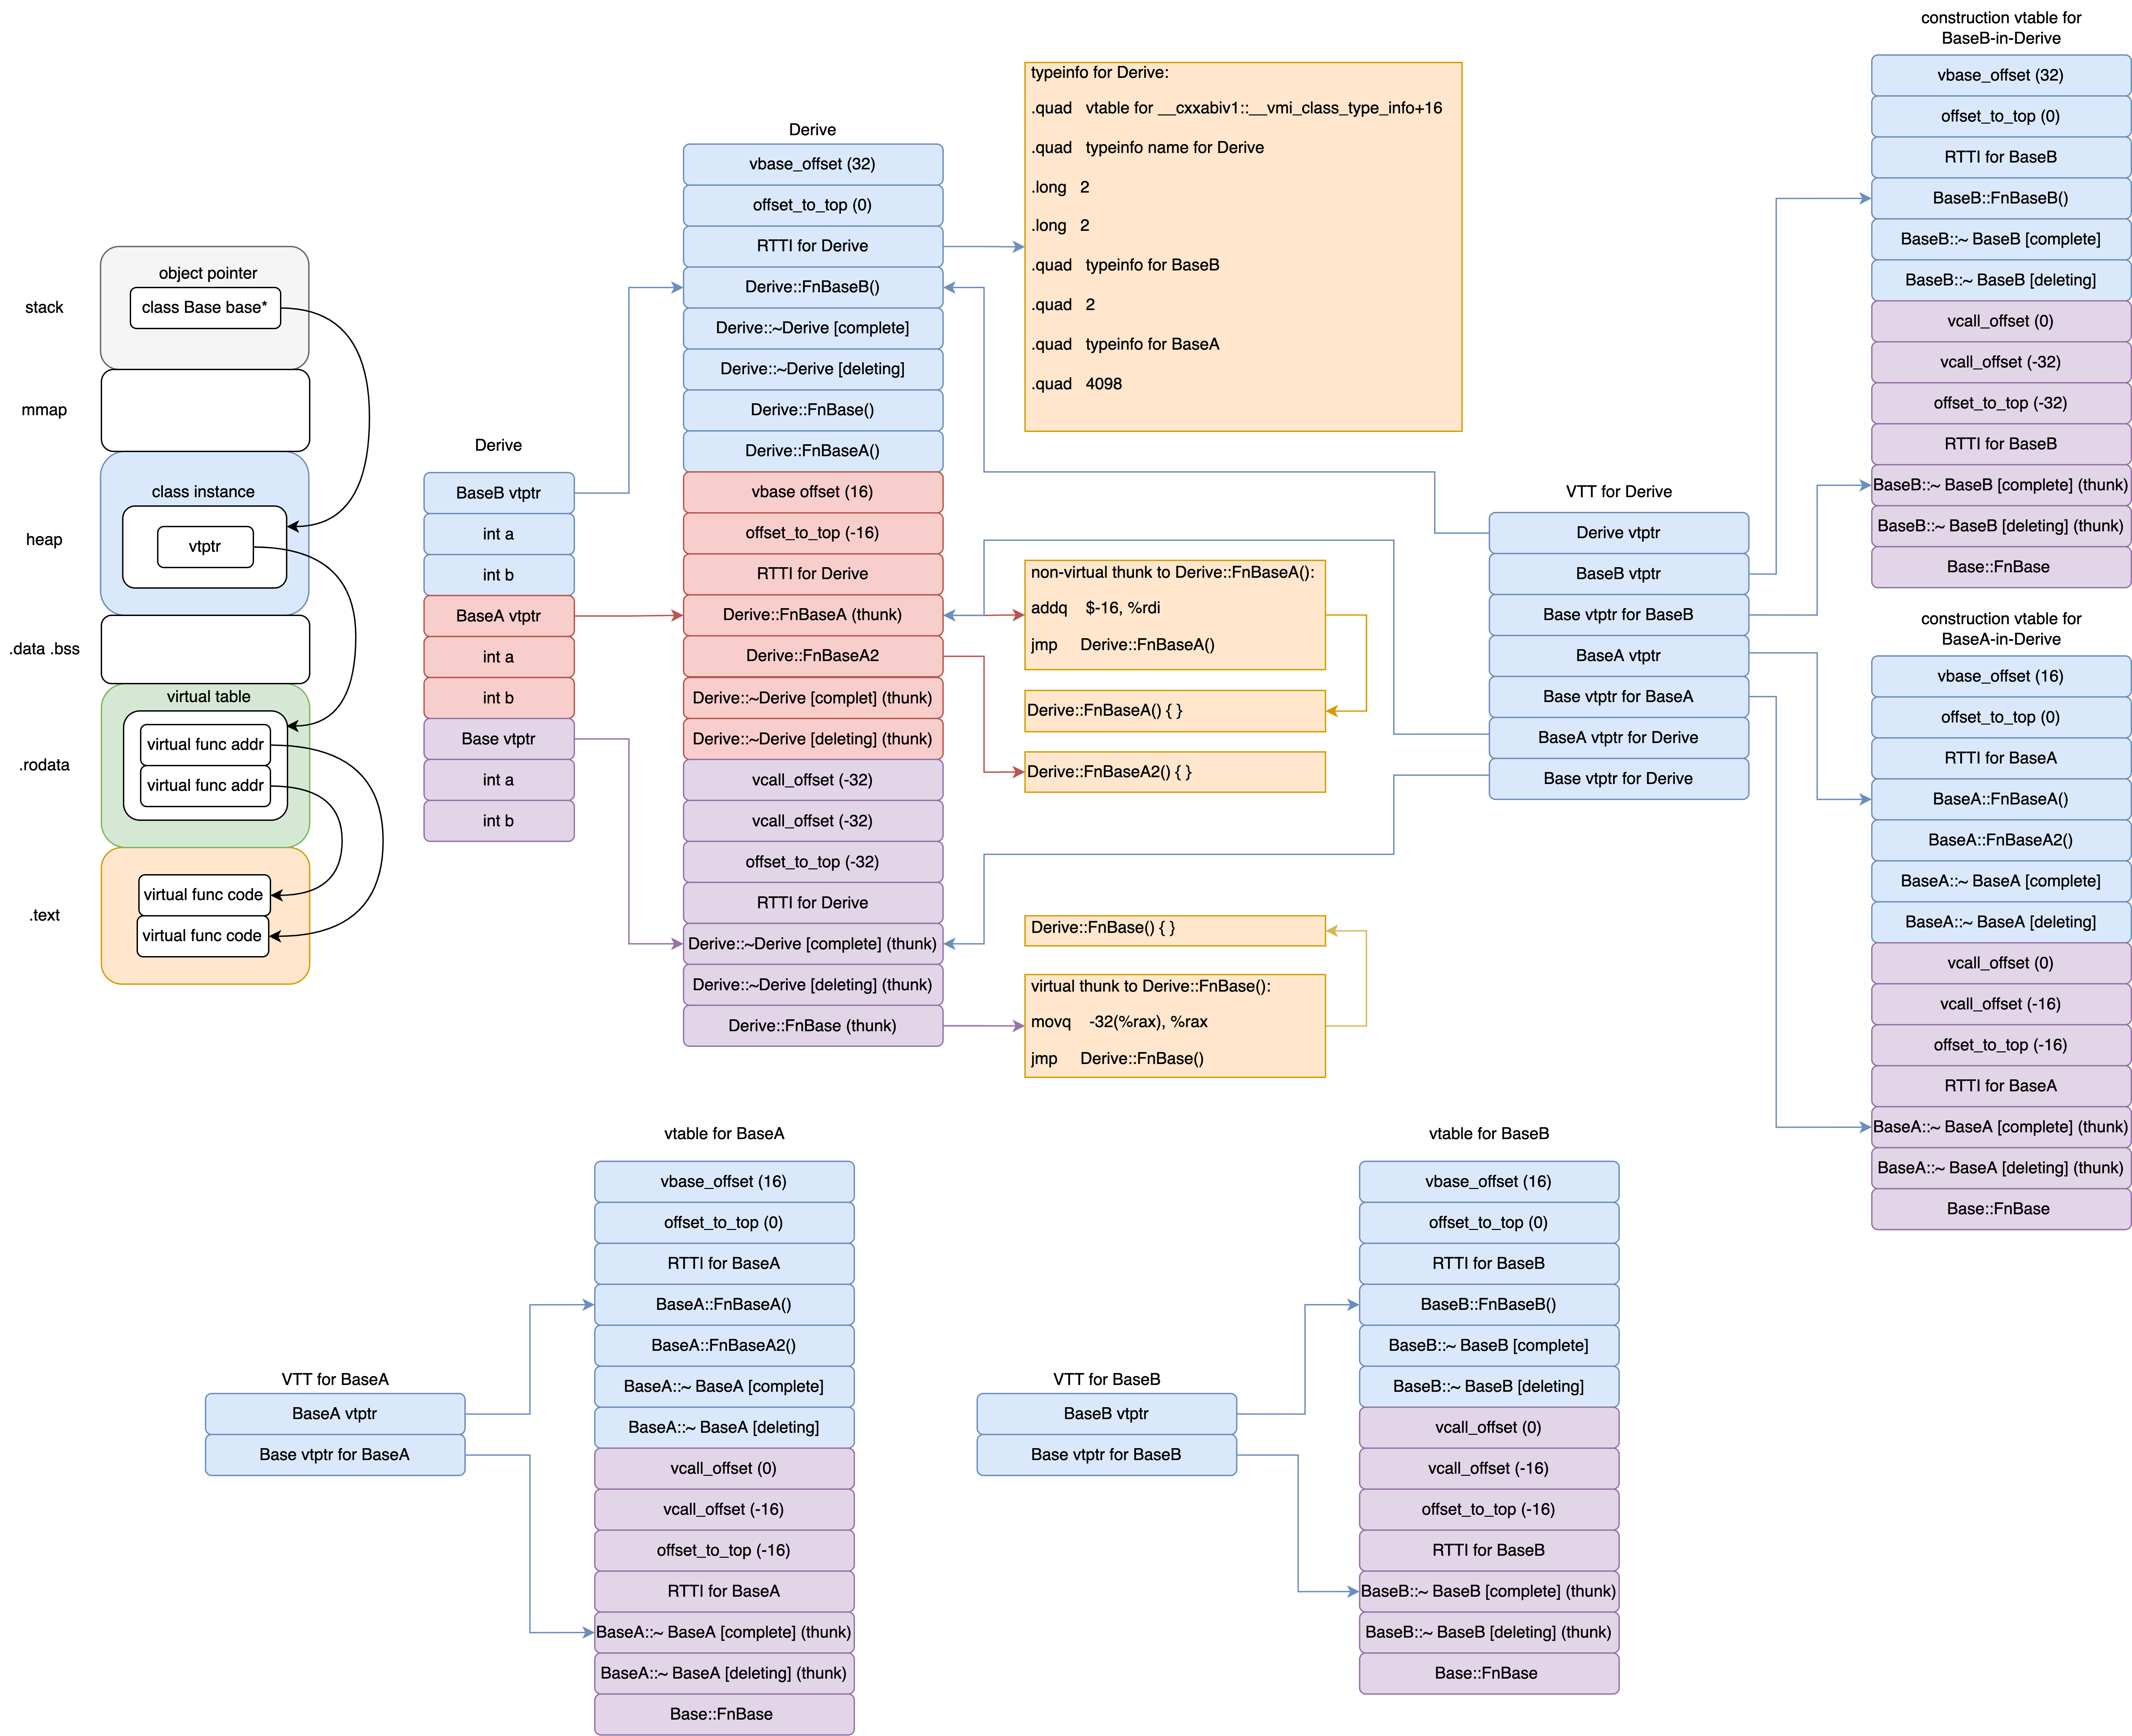 stack
mmap
heap
.data .bss
.rodata
.text
object pointer
class Base base*
class instance
vtptr
virtual table
virtual func addr
virtual func addr
virtual func code
virtual func code
Derive
BaseB vtptr
int a
int b
BaseA vtptr
int a
int b
Base vtptr
int a
int b
Derive
vbase_offset (32)
offset_to_top (0)
RTTI for Derive
Derive::FnBaseB()
Derive::~Derive [complete]
Derive::~Derive [deleting]
Derive::FnBase()
Derive::FnBaseA()
vbase offset (16)
offset_to_top (-16)
RTTI for Derive
Derive::FnBaseA (thunk)
Derive::FnBaseA2
Derive::~Derive [complet] (thunk)
Derive::~Derive [deleting] (thunk)
vcall_offset (-32)
vcall_offset (-32)
offset_to_top (-32)
RTTI for Derive
Derive::~Derive [complete] (thunk)
Derive::~Derive [deleting] (thunk)
Derive::FnBase (thunk)
typeinfo for Derive:
.quad vtable for __cxxabiv1::__vmi_class_type_info+16
.quad typeinfo name for Derive
.long 2
.long 2
.quad typeinfo for BaseB
.quad 2
.quad typeinfo for BaseA
.quad 4098
non-virtual thunk to Derive::FnBaseA():
addq $-16, %rdi
jmp Derive::FnBaseA()
Derive::FnBaseA() { }
Derive::FnBaseA2() { }
Derive::FnBase() { }
virtual thunk to Derive::FnBase():
movq -32(%rax), %rax
jmp Derive::FnBase()
VTT for Derive
Derive vtptr
BaseB vtptr
Base vtptr for BaseB
BaseA vtptr
Base vtptr for BaseA
BaseA vtptr for Derive
Base vtptr for Derive
construction vtable for
BaseB-in-Derive
vbase_offset (32)
offset_to_top (0)
RTTI for BaseB
BaseB::FnBaseB()
BaseB::~ BaseB [complete]
BaseB::~ BaseB [deleting]
vcall_offset (0)
vcall_offset (-32)
offset_to_top (-32)
RTTI for BaseB
BaseB::~ BaseB [complete] (thunk)
BaseB::~ BaseB [deleting] (thunk)
Base::FnBase
construction vtable for
BaseA-in-Derive
vbase_offset (16)
offset_to_top (0)
RTTI for BaseA
BaseA::FnBaseA()
BaseA::FnBaseA2()
BaseA::~ BaseA [complete]
BaseA::~ BaseA [deleting]
vcall_offset (0)
vcall_offset (-16)
offset_to_top (-16)
RTTI for BaseA
BaseA::~ BaseA [complete] (thunk)
BaseA::~ BaseA [deleting] (thunk)
Base::FnBase
VTT for BaseA
BaseA vtptr
Base vtptr for BaseA
vtable for BaseA
vbase_offset (16)
offset_to_top (0)
RTTI for BaseA
BaseA::FnBaseA()
BaseA::FnBaseA2()
BaseA::~ BaseA [complete]
BaseA::~ BaseA [deleting]
vcall_offset (0)
vcall_offset (-16)
offset_to_top (-16)
RTTI for BaseA
BaseA::~ BaseA [complete] (thunk)
BaseA::~ BaseA [deleting] (thunk)
Base::FnBase
VTT for BaseB
BaseB vtptr
Base vtptr for BaseB
vtable for BaseB
vbase_offset (16)
offset_to_top (0)
RTTI for BaseB
BaseB::FnBaseB()
BaseB::~ BaseB [complete]
BaseB::~ BaseB [deleting]
vcall_offset (0)
vcall_offset (-16)
offset_to_top (-16)
RTTI for BaseB
BaseB::~ BaseB [complete] (thunk)
BaseB::~ BaseB [deleting] (thunk)
Base::FnBase